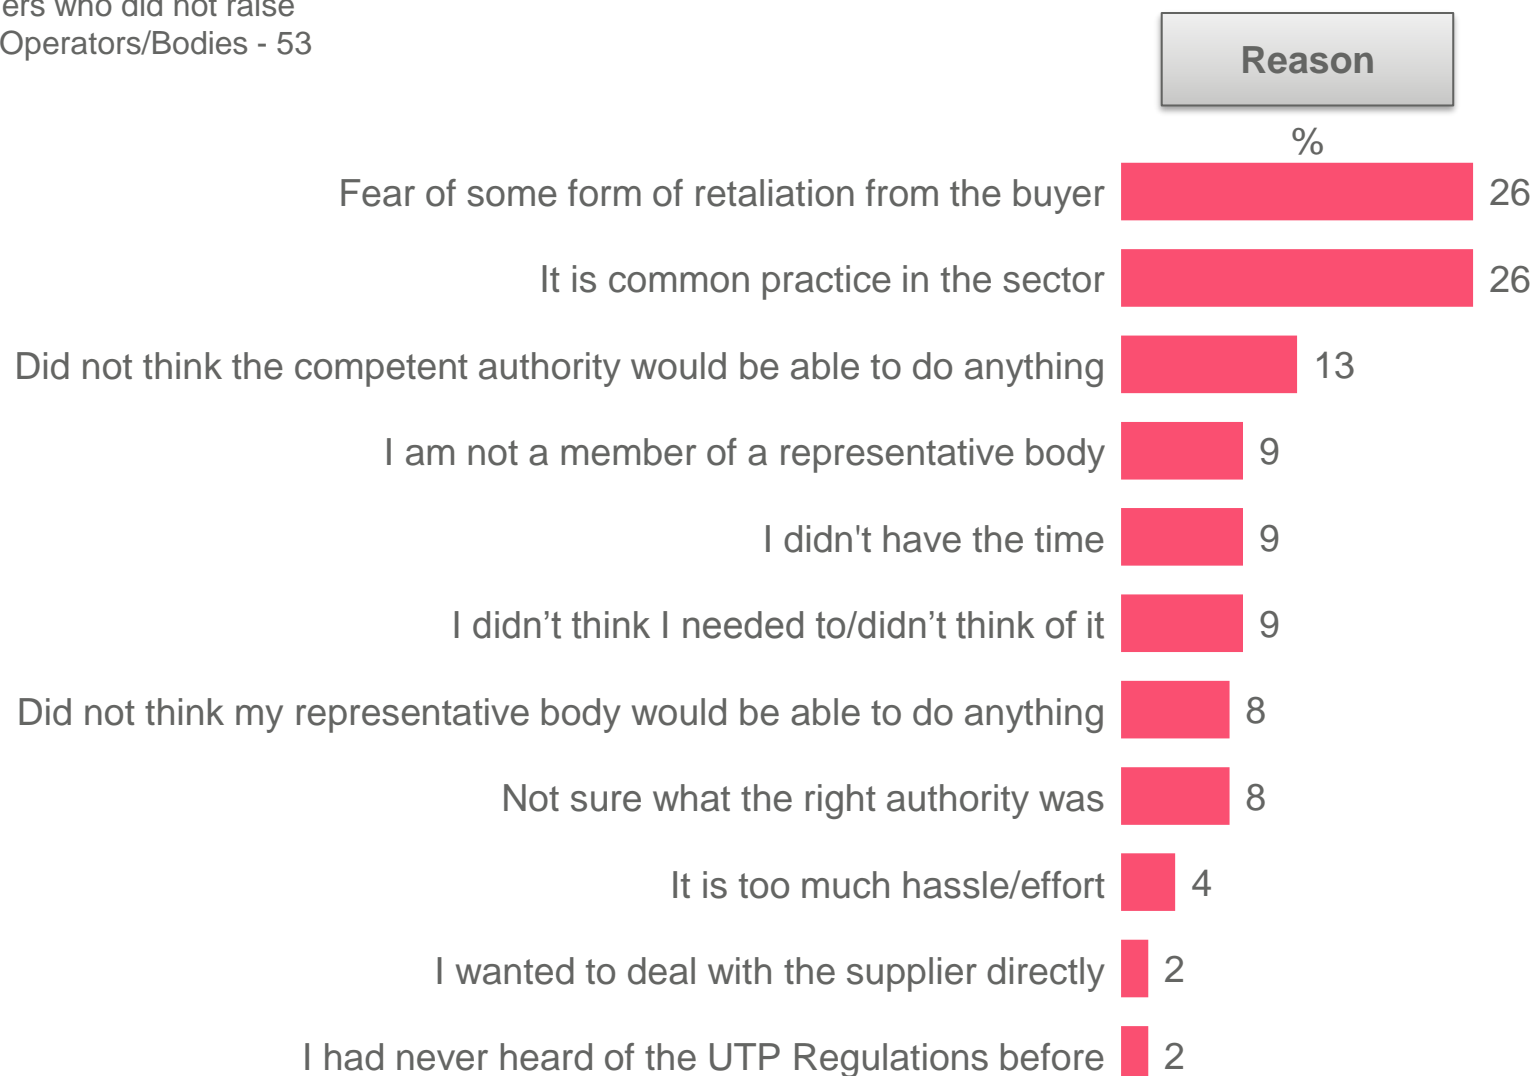 ers who did not raise
Operators/Bodies - 53
Reason
%
Fear of some form of retaliation from the buyer 26
It is common practice in the sector 26
Did not think the competent authority would be able to do anything 13
I am not a member of a representative body 9
I didn't have the time 9
I didn’t think I needed to/didn’t think of it 9
Did not think my representative body would be able to do anything 8
Not sure what the right authority was 8
It is too much hassle/effort 4
I wanted to deal with the supplier directly 2
I had never heard of the UTP Regulations before 2